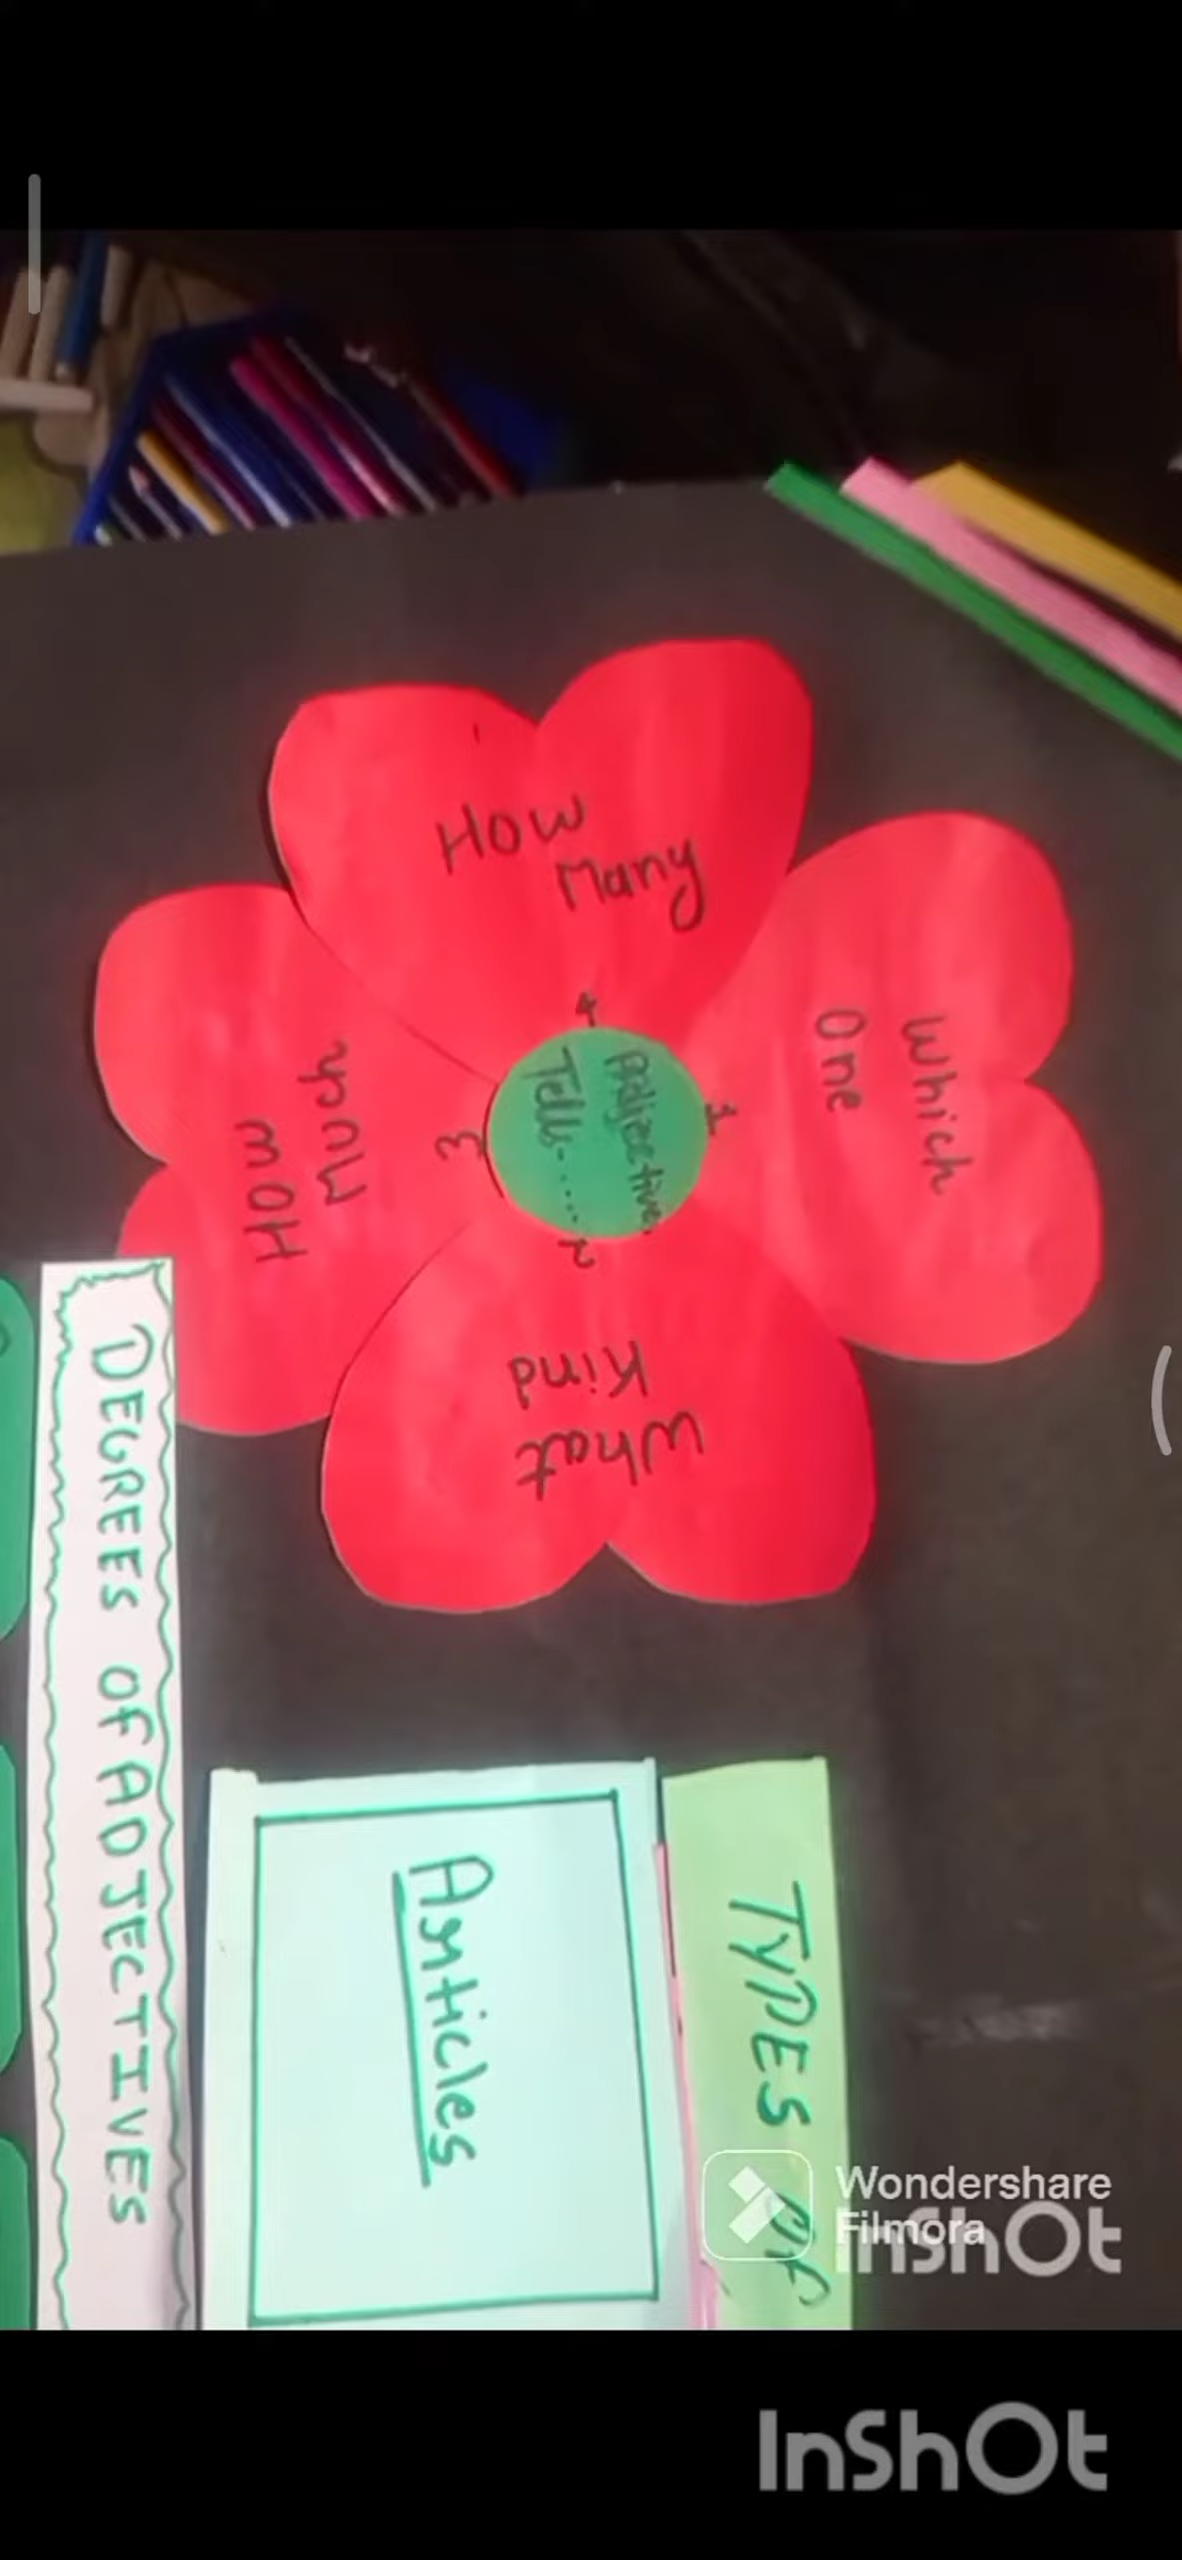 Adjective
Tells......
1
Which
One
2
What
Kind
3
How
Much
4
How
Many
TYPES OF
Articles
DEGREES OF ADJECTIVES
Wondershare
Filmora
InShOt
InShOt